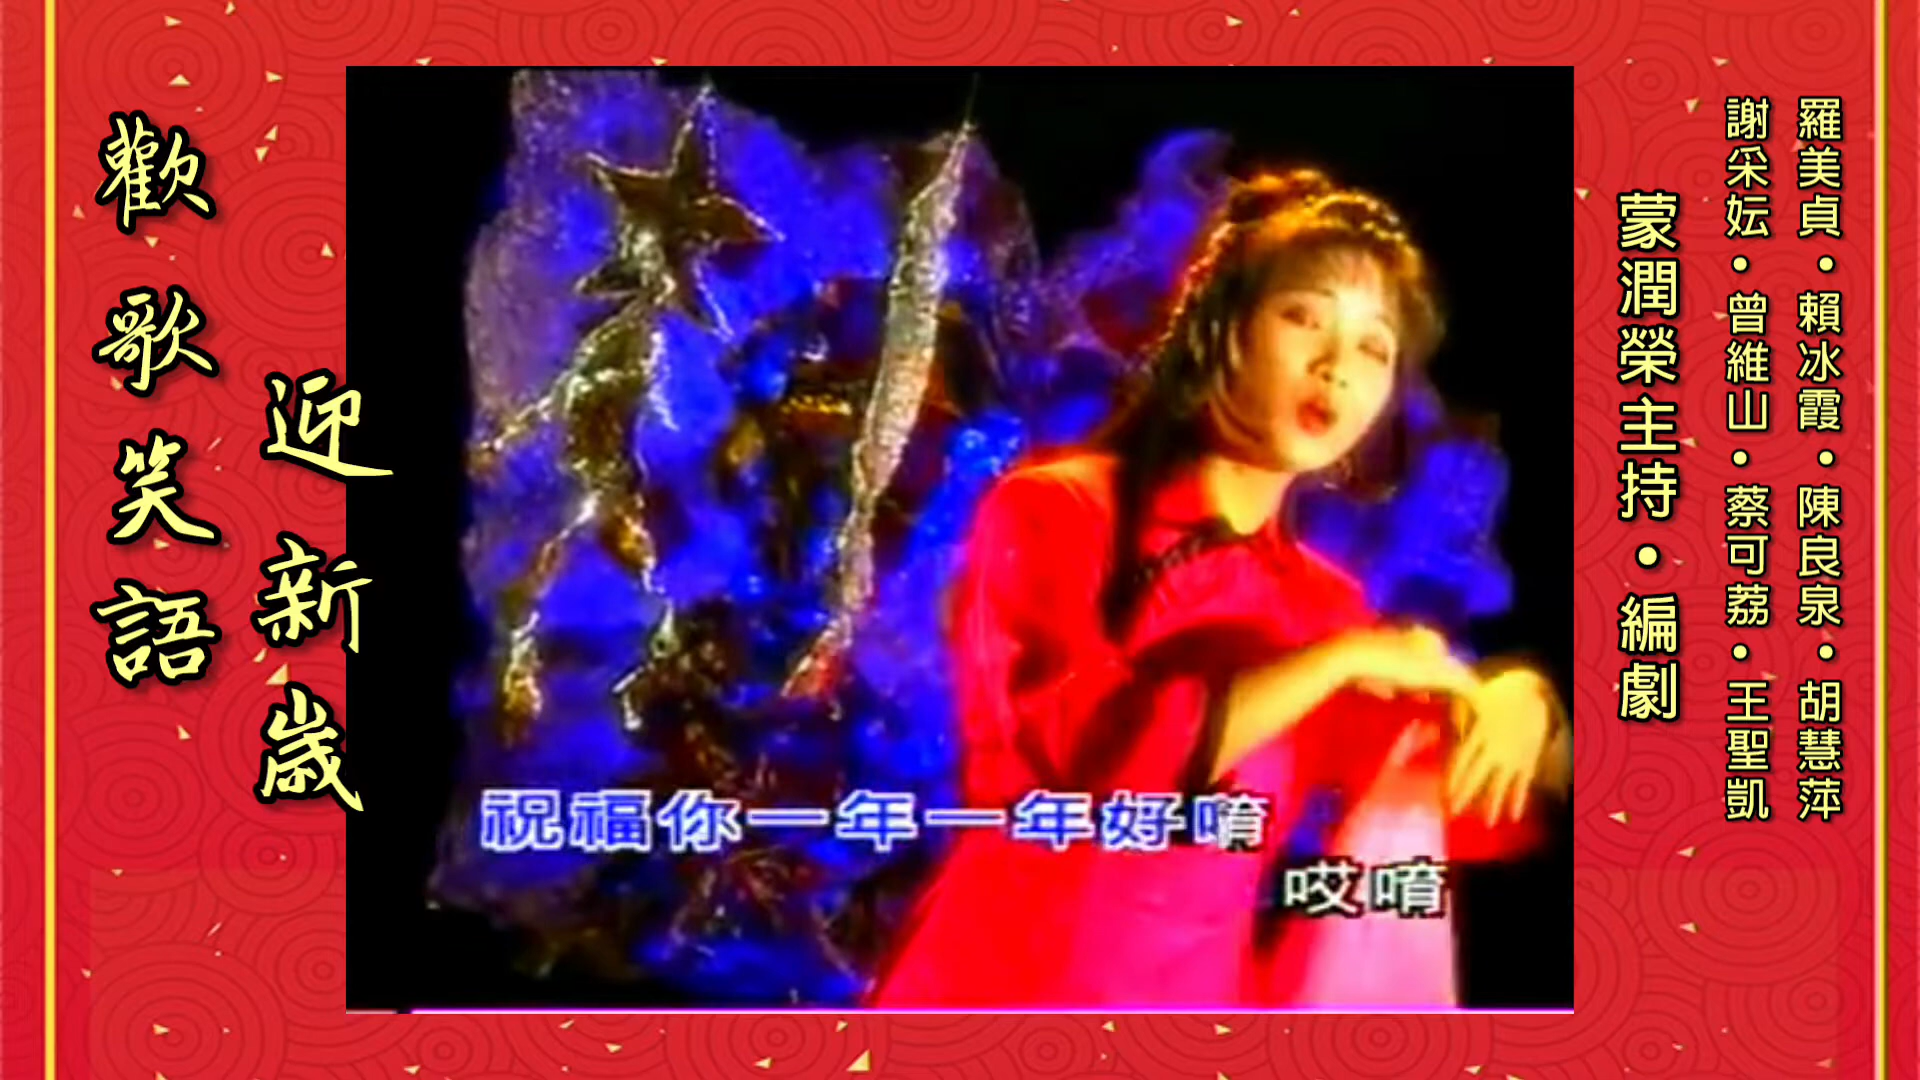 歡歌笑語
迎新歲
祝福你一年一年好唷
哎唷
羅美貞・賴冰霞・陳良泉・胡慧萍
謝采妘・曾維山・蔡可荔・王聖凱
蒙潤榮主持・編劇